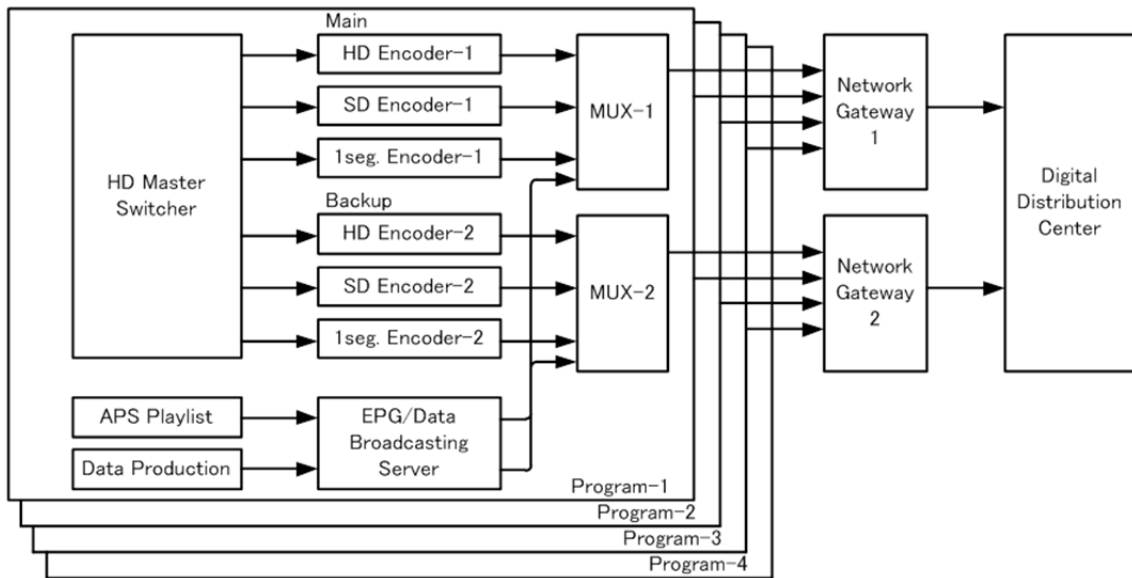 Main
HD Encoder-1
SD Encoder-1
1seg. Encoder-1
HD Master
Switcher
Backup
HD Encoder-2
SD Encoder-2
1seg. Encoder-2
MUX-1
MUX-2
APS Playlist
Data Production
EPG/Data
Broadcasting
Server
Program-1
Program-2
Program-3
Program-4
Network
Gateway
1
Network
Gateway
2
Digital
Distribution
Center